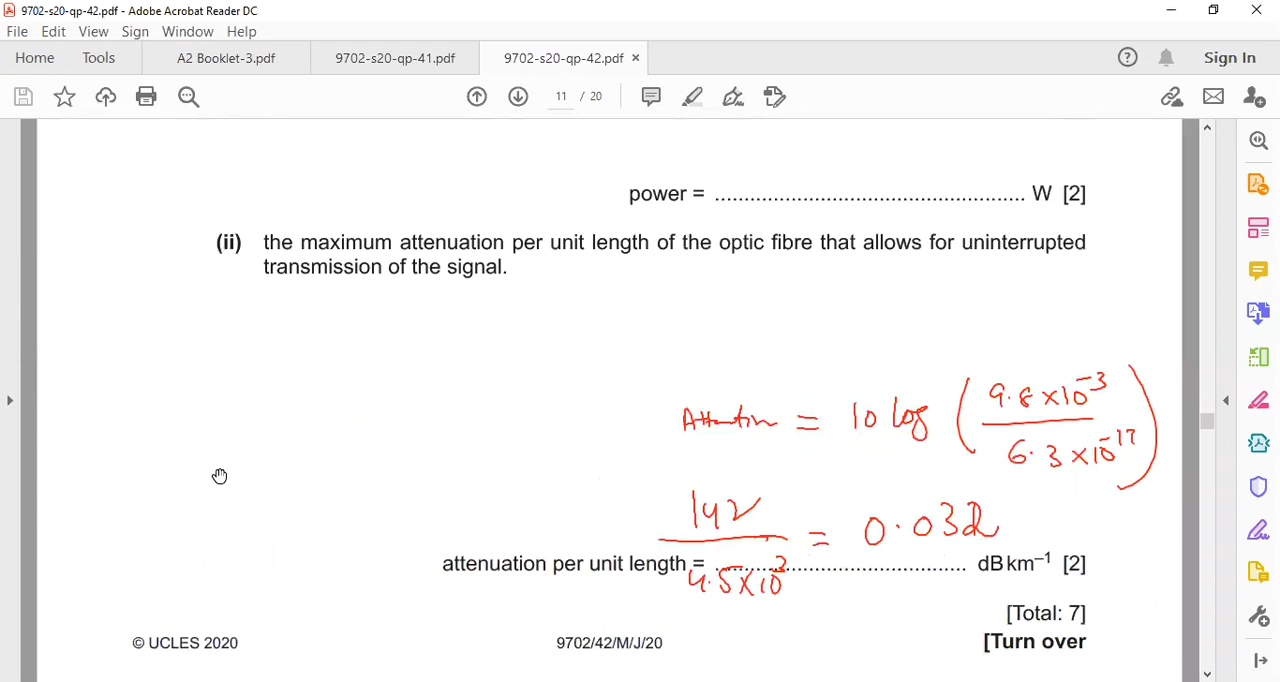 9702-s20-qp-42.pdf - Adobe Acrobat Reader DC
File Edit View Sign Window Help
Home Tools A2 Booklet-3.pdf 9702-s20-qp-41.pdf 9702-s20-qp-42.pdf × Sign In
11 / 20
power = ..................................................... W [2]
(ii) the maximum attenuation per unit length of the optic fibre that allows for uninterrupted
transmission of the signal.
= 10 log ( 9.8 × 10⁻³ / 6.3 × 10⁻¹⁷ )
142 / 4.5 × 10³ = 0.032
attenuation per unit length = ........................................... dB km⁻¹ [2]
[Total: 7]
© UCLES 2020 9702/42/M/J/20 [Turn over